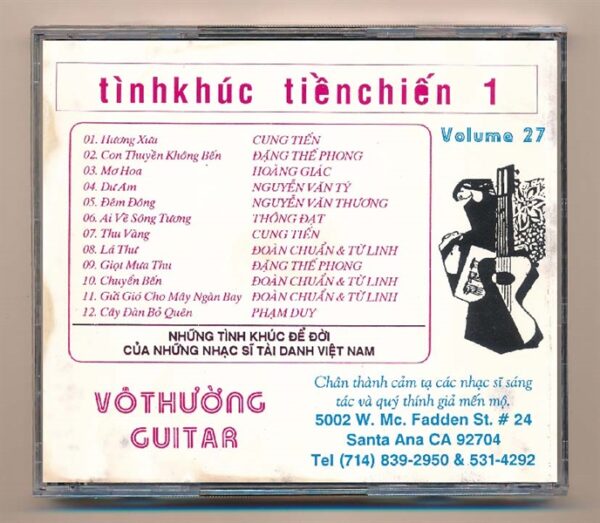 tìnhkhúc tiềnchiến 1
Volume 27
01. Hương Xưa CUNG TIẾN
02. Con Thuyền Không Bến ĐẶNG THẾ PHONG
03. Mơ Hoa HOÀNG GIÁC
04. Dư Am NGUYỄN VĂN TÝ
05. Đêm Đông NGUYỄN VĂN THƯƠNG
06. Ai Về Sông Tương THÔNG ĐẠT
07. Thu Vàng CUNG TIẾN
08. Lá Thư ĐOÀN CHUẨN & TỪ LINH
09. Giọt Mưa Thu ĐẶNG THẾ PHONG
10. Chuyển Bến ĐOÀN CHUẨN & TỪ LINH
11. Gửi Gió Cho Mây Ngàn Bay ĐOÀN CHUẨN & TỪ LINH
12. Cây Đàn Bỏ Quên PHẠM DUY
NHỮNG TÌNH KHÚC ĐỂ ĐỜI
CỦA NHỮNG NHẠC SĨ TÀI DANH VIỆT NAM
VÔTHƯỜNG
GUITAR
Chân thành cảm tạ các nhạc sĩ sáng
tác và quý thính giả mến mộ.
5002 W. Mc. Fadden St. # 24
Santa Ana CA 92704
Tel (714) 839-2950 & 531-4292